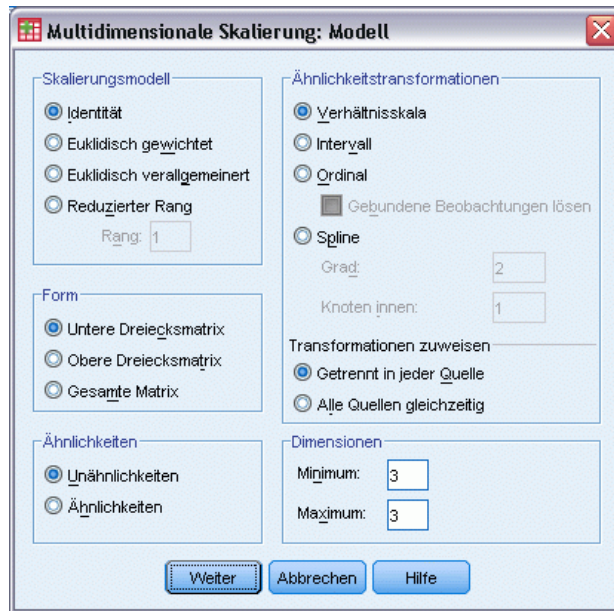 Multidimensionale Skalierung: Modell
Skalierungsmodell
Identität
Euklidisch gewichtet
Euklidisch verallgemeinert
Reduzierter Rang
Rang: 1
Form
Untere Dreiecksmatrix
Obere Dreiecksmatrix
Gesamte Matrix
Ähnlichkeiten
Unähnlichkeiten
Ähnlichkeiten
Ähnlichkeitstransformationen
Verhältnisskala
Intervall
Ordinal
Gebundene Beobachtungen lösen
Spline
Grad: 2
Knoten innen: 1
Transformationen zuweisen
Getrennt in jeder Quelle
Alle Quellen gleichzeitig
Dimensionen
Minimum: 3
Maximum: 3
Weiter Abbrechen Hilfe